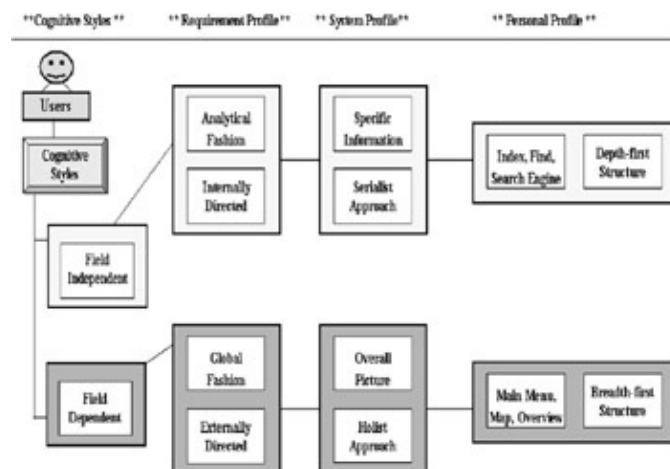 **Cognitive Styles **
** Requirement Profile**
** System Profile**
** Personal Profile**
Users
Cognitive
Styles
Field
Independent
Analytical
Fashion
Internally
Directed
Specific
Information
Serialist
Approach
Index, Find,
Search Engine
Depth-first
Structure
Field
Dependent
Global
Fashion
Externally
Directed
Overall
Picture
Holist
Approach
Main Menu,
Map, Overview
Breadth-first
Structure